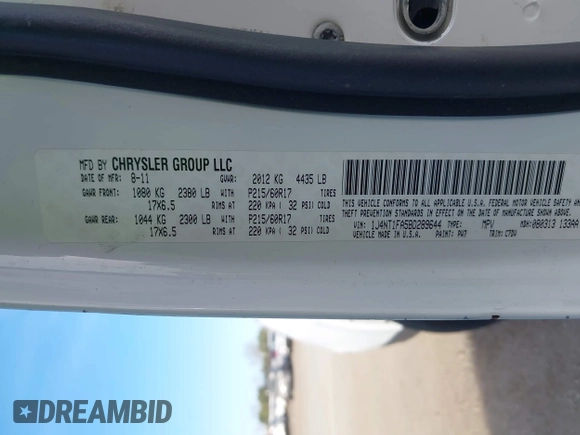 MFD BY CHRYSLER GROUP LLC
DATE OF MFR: 8-11 GVWR: 2012 KG 4435 LB
GAWR FRONT: 1080 KG 2380 LB WITH P215/60R17 TIRES
17X6.5 RIMS AT 220 KPA ( 32 PSI) COLD
GAWR REAR: 1044 KG 2300 LB WITH P215/60R17 TIRES
17X6.5 RIMS AT 220 KPA ( 32 PSI) COLD
THIS VEHICLE CONFORMS TO ALL APPLICABLE U.S.A. FEDERAL MOTOR VEHICLE SAFETY
THEFT PREVENTION STANDARDS IN EFFECT ON THE DATE OF MANUFACTURE SHOWN ABOVE
VIN: 1J4NT1FA5BD289644 TYPE: MPV MDH: 080313 133AA
VEHICLE MADE IN U.S.A. PAINT: PW7 TRIM: C7DV
DREAMBID